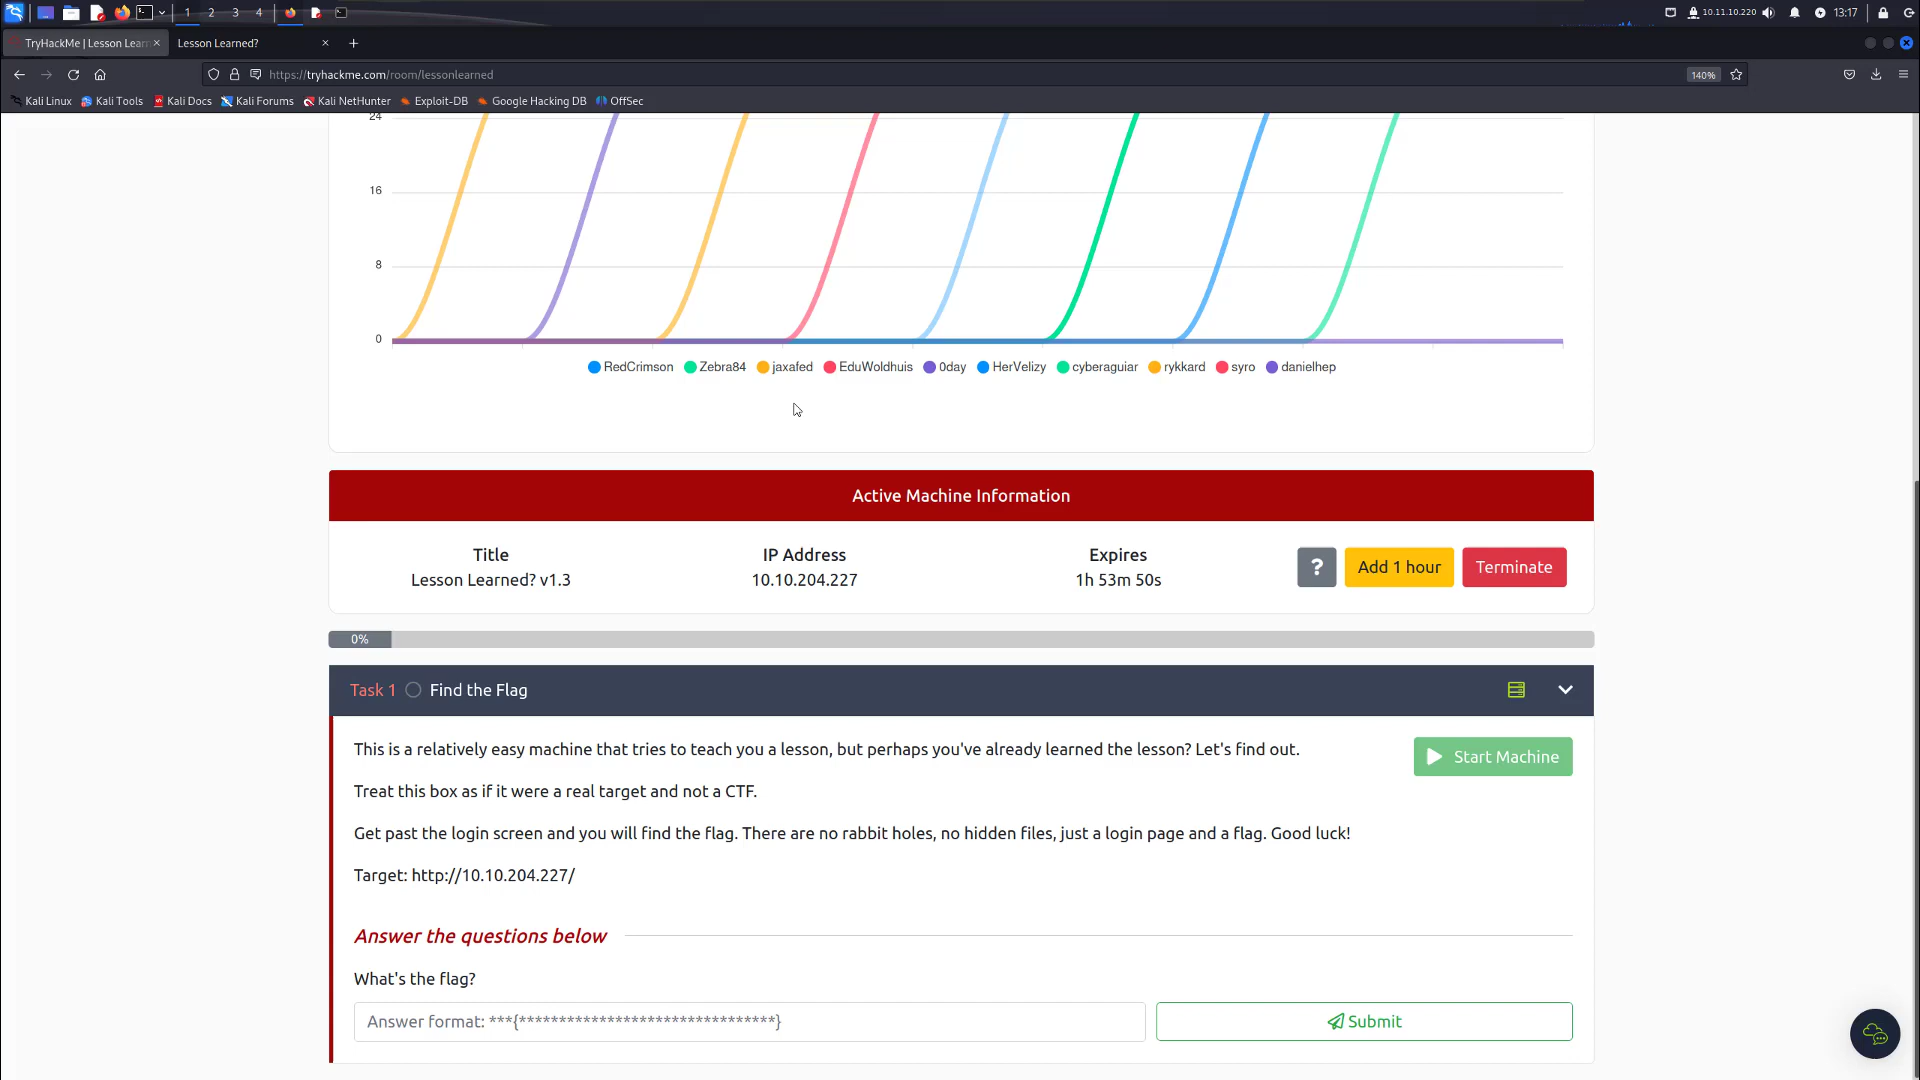 1 2 3 4 10.11.10.220 13:17
TryHackMe | Lesson Lear
Lesson Learned?
https://tryhackme.com/room/lessonlearned
140%
Kali Linux Kali Tools Kali Docs Kali Forums Kali NetHunter Exploit-DB Google Hacking DB OffSec
24
16
8
0
RedCrimson Zebra84 jaxafed EduWoldhuis 0day HerVelizy cyberaguiar rykkard syro danielhep
Active Machine Information
Title IP Address Expires
Lesson Learned? v1.3 10.10.204.227 1h 53m 50s
? Add 1 hour Terminate
0%
Task 1 Find the Flag
This is a relatively easy machine that tries to teach you a lesson, but perhaps you've already learned the lesson? Let's find out.
Start Machine
Treat this box as if it were a real target and not a CTF.
Get past the login screen and you will find the flag. There are no rabbit holes, no hidden files, just a login page and a flag. Good luck!
Target: http://10.10.204.227/
Answer the questions below
What's the flag?
Answer format: ***{********************************}
Submit